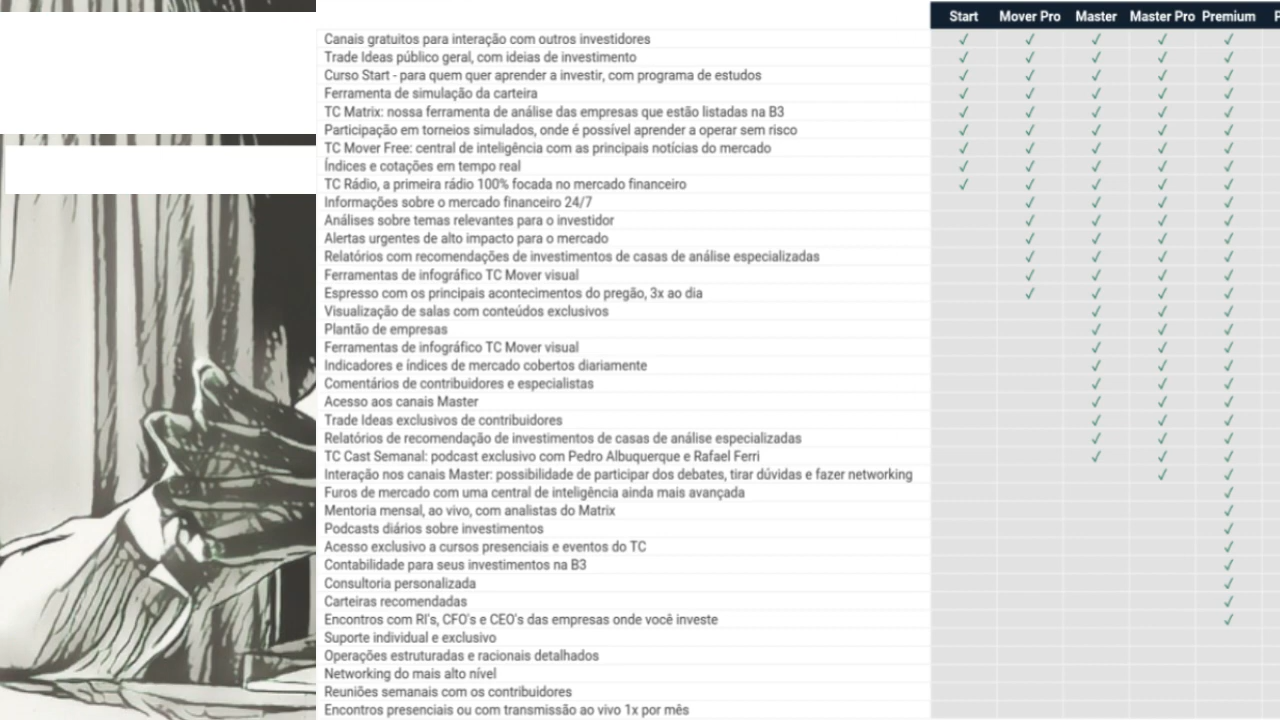 Start Mover Pro Master Master Pro Premium P
Canais gratuitos para interação com outros investidores ✓ ✓ ✓ ✓ ✓
Trade Ideas público geral, com ideias de investimento ✓ ✓ ✓ ✓ ✓
Curso Start - para quem quer aprender a investir, com programa de estudos ✓ ✓ ✓ ✓ ✓
Ferramenta de simulação da carteira ✓ ✓ ✓ ✓ ✓
TC Matrix: nossa ferramenta de análise das empresas que estão listadas na B3 ✓ ✓ ✓ ✓ ✓
Participação em torneios simulados, onde é possível aprender a operar sem risco ✓ ✓ ✓ ✓ ✓
TC Mover Free: central de inteligência com as principais notícias do mercado ✓ ✓ ✓ ✓ ✓
Índices e cotações em tempo real ✓ ✓ ✓ ✓ ✓
TC Rádio, a primeira rádio 100% focada no mercado financeiro ✓ ✓ ✓ ✓ ✓
Informações sobre o mercado financeiro 24/7 ✓ ✓ ✓ ✓
Análises sobre temas relevantes para o investidor ✓ ✓ ✓ ✓
Alertas urgentes de alto impacto para o mercado ✓ ✓ ✓ ✓
Relatórios com recomendações de investimentos de casas de análise especializadas ✓ ✓ ✓ ✓
Ferramentas de infográfico TC Mover visual ✓ ✓ ✓ ✓
Espresso com os principais acontecimentos do pregão, 3x ao dia ✓ ✓ ✓ ✓
Visualização de salas com conteúdos exclusivos ✓ ✓ ✓
Plantão de empresas ✓ ✓ ✓
Ferramentas de infográfico TC Mover visual ✓ ✓ ✓
Indicadores e índices de mercado cobertos diariamente ✓ ✓ ✓
Comentários de contribuidores e especialistas ✓ ✓ ✓
Acesso aos canais Master ✓ ✓ ✓
Trade Ideas exclusivos de contribuidores ✓ ✓ ✓
Relatórios de recomendação de investimentos de casas de análise especializadas ✓ ✓ ✓
TC Cast Semanal: podcast exclusivo com Pedro Albuquerque e Rafael Ferri ✓ ✓ ✓
Interação nos canais Master: possibilidade de participar dos debates, tirar dúvidas e fazer networking ✓ ✓
Furos de mercado com uma central de inteligência ainda mais avançada ✓
Mentoria mensal, ao vivo, com analistas do Matrix ✓
Podcasts diários sobre investimentos ✓
Acesso exclusivo a cursos presenciais e eventos do TC ✓
Contabilidade para seus investimentos na B3 ✓
Consultoria personalizada ✓
Carteiras recomendadas ✓
Encontros com RI's, CFO's e CEO's das empresas onde você investe ✓
Suporte individual e exclusivo
Operações estruturadas e racionais detalhados
Networking do mais alto nível
Reuniões semanais com os contribuidores
Encontros presenciais ou com transmissão ao vivo 1x por mês